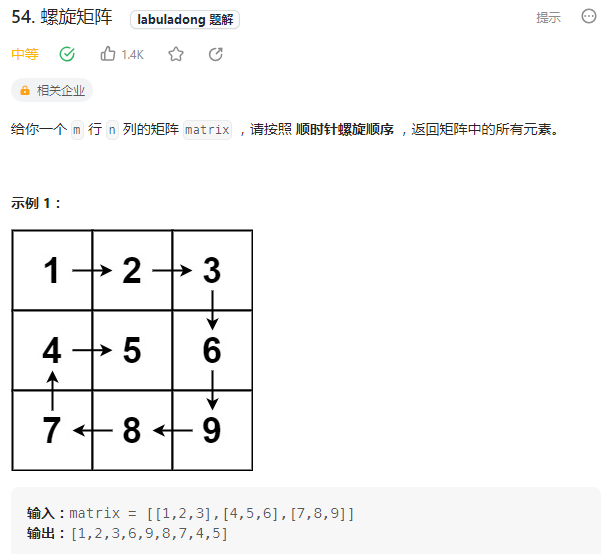 54. 螺旋矩阵 labuladong 题解 提示
中等 1.4K
相关企业
给你一个 m 行 n 列的矩阵 matrix ，请按照 顺时针螺旋顺序 ，返回矩阵中的所有元素。
示例 1：
1 2 3
4 5 6
7 8 9
输入：matrix = [[1,2,3],[4,5,6],[7,8,9]]
输出：[1,2,3,6,9,8,7,4,5]